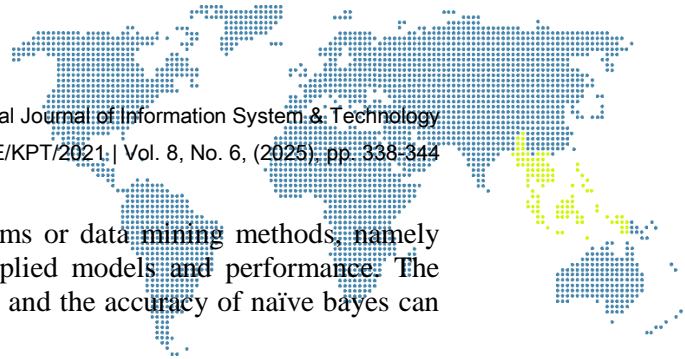 al Journal of Information System & Technology
E/KPT/2021 | Vol. 8, No. 6, (2025), pp. 338-344
ms or data mining methods, namely
plied models and performance. The
and the accuracy of naïve bayes can